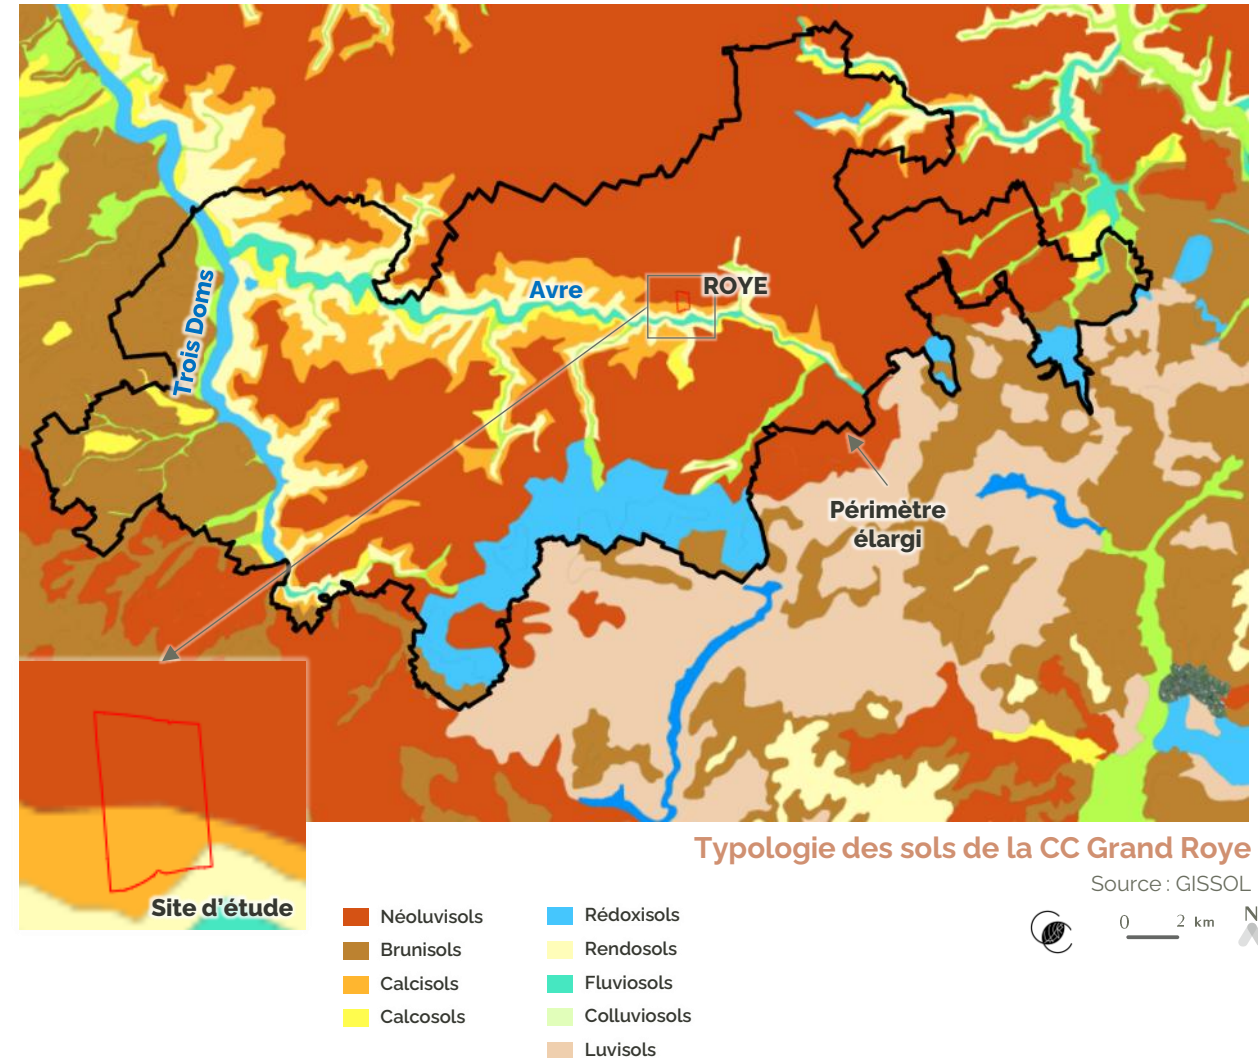 ROYE
Avre
Trois Doms
Périmètre
élargi
Site d'étude
Typologie des sols de la CC Grand Roye
Source : GISSOL
0 2 km
N
Néoluvisols
Brunisols
Calcisols
Calcosols
Rédoxisols
Rendosols
Fluviosols
Colluviosols
Luvisols